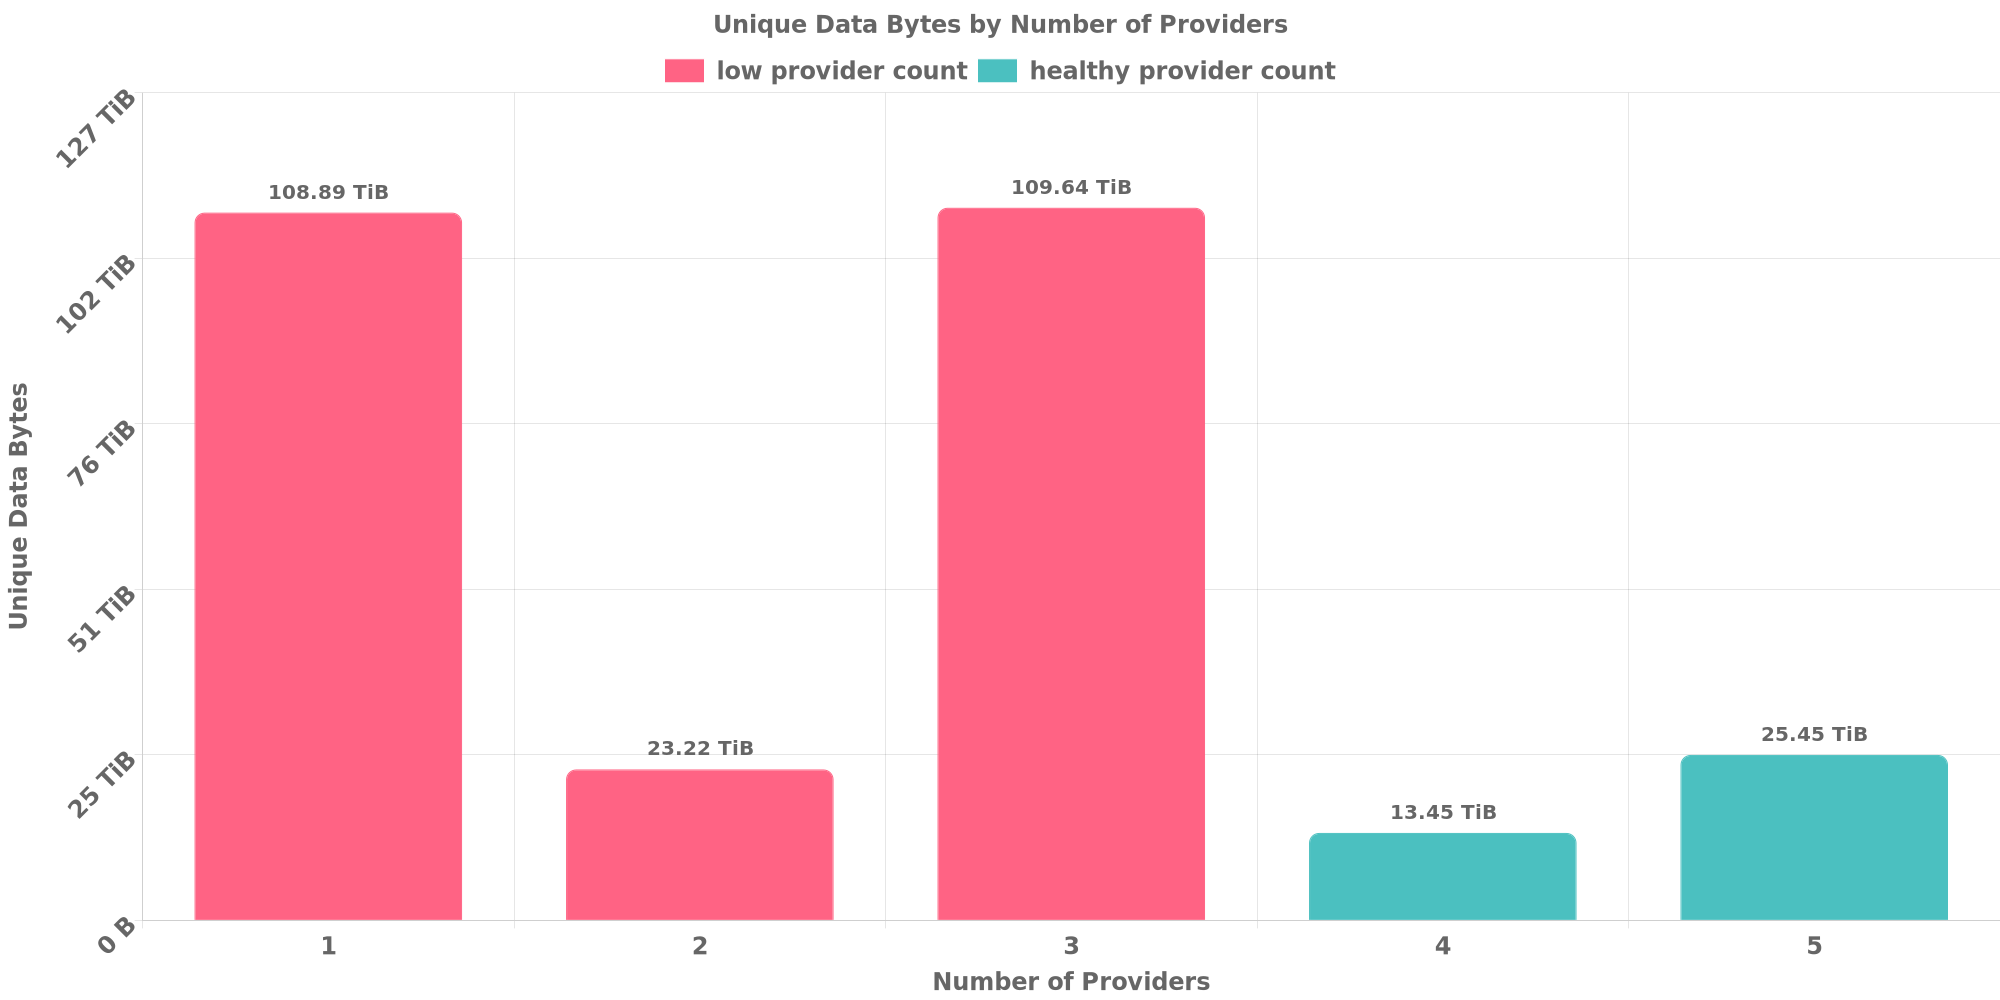 Unique Data Bytes by Number of Providers
low provider count
healthy provider count
127 TiB
102 TiB
76 TiB
51 TiB
25 TiB
0 B
Unique Data Bytes
108.89 TiB
23.22 TiB
109.64 TiB
13.45 TiB
25.45 TiB
1
2
3
4
5
Number of Providers